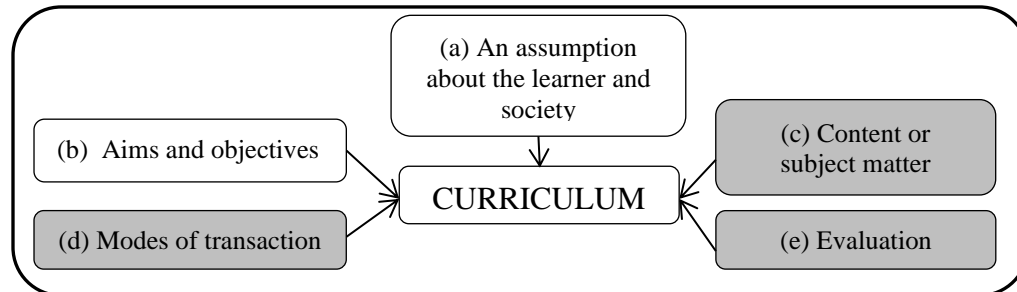 (a) An assumption
about the learner and
society
(b) Aims and objectives
(c) Content or
subject matter
CURRICULUM
(d) Modes of transaction
(e) Evaluation